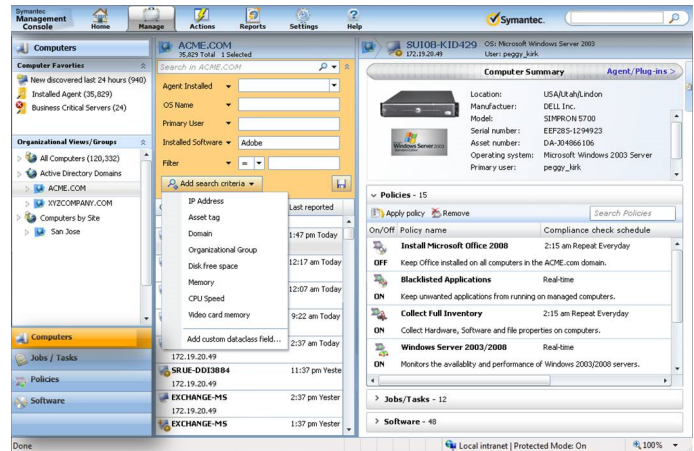 Symantec
Management
Console
Home
Manage
Actions
Reports
Settings
Help
Symantec.
Computers
Computer Favorties
New discovered last 24 hours (940)
Installed Agent (35,829)
Business Critical Servers (24)
Organizational Views/Groups
All Computers (120,332)
Active Directory Domains
ACME.COM
XYZCOMPANY.COM
Computers by Site
San Jose
Computers
Jobs / Tasks
Policies
Software
ACME.COM
35,829 Total 1 Selected
Search in ACME.COM
Agent Installed
OS Name
Primary User
Installed Software
Adobe
Filter
=
Add search criteria
IP Address
Asset tag
Domain
Organizational Group
Disk free space
Memory
CPU Speed
Video card memory
Add custom dataclass field...
Last reported
1:47 pm Today
12:17 am Today
12:07 am Today
9:22 am Today
2:37 am Today
172.19.20.49
SRUE-DDI3884 11:37 pm Yeste
172.19.20.49
EXCHANGE-MS 2:37 pm Yester
172.19.20.49
EXCHANGE-MS 1:37 pm Yester
SU108-KID429 OS: Microsoft Windows Server 2003
172.19.20.49 User: peggy_kirk
Computer Summary Agent/Plug-ins >
Location: USA/Utah/Lindon
Manufactuer: DELL Inc.
Model: SIMPRON 5700
Serial number: EEF285-1294923
Asset number: DA-J04866106
Operating system: Microsoft Windows 2003 Server
Primary user: peggy_kirk
Windows Server 2003
Policies - 15
Apply policy Remove Search Policies
On/Off Policy name Compliance check schedule
Install Microsoft Office 2008 2:15 am Repeat Everyday
OFF Keep Office installed on all computers in the ACME.com domain.
Blacklisted Applications Real-time
ON Keep unwanted applications from running on managed computers.
Collect Full Inventory 2:15 am Repeat Everyday
ON Collect Hardware, Software and file properties on computers.
Windows Server 2003/2008 Real-time
ON Monitors the availablity and performance of Windows 2003/2008 servers.
Jobs/Tasks - 12
Software - 48
Done
Local intranet | Protected Mode: On
100%